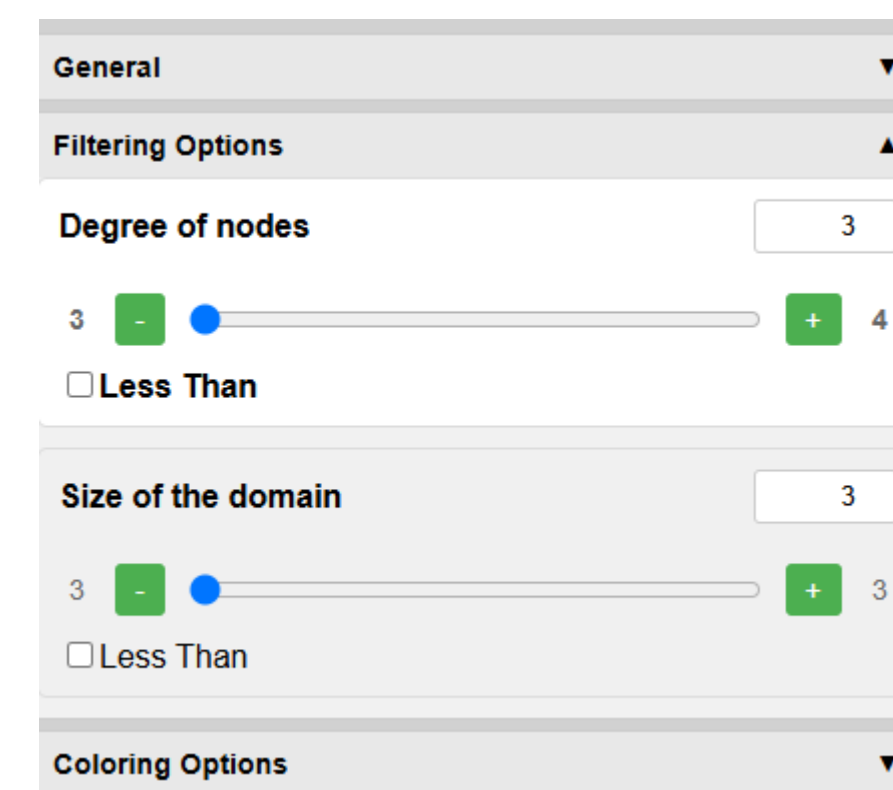 General ▼
Filtering Options ▲
Degree of nodes 3
3 - + 4
Less Than
Size of the domain 3
3 - + 3
Less Than
Coloring Options ▼